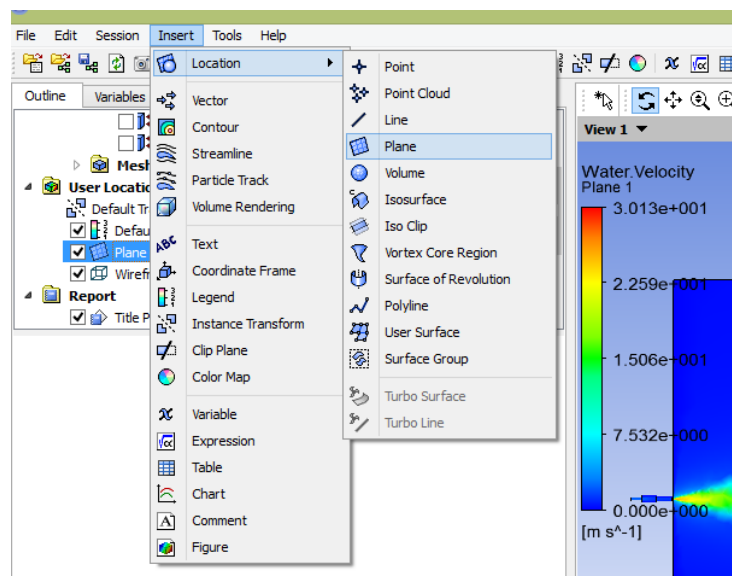 File Edit Session Insert Tools Help
Outline Variables
Mesh
User Locatic
Default Tr
Defau
Plane
Wirefr
Report
Title P
Location
Vector
Contour
Streamline
Particle Track
Volume Rendering
Text
Coordinate Frame
Legend
Instance Transform
Clip Plane
Color Map
Variable
Expression
Table
Chart
Comment
Figure
Point
Point Cloud
Line
Plane
Volume
Isosurface
Iso Clip
Vortex Core Region
Surface of Revolution
Polyline
User Surface
Surface Group
Turbo Surface
Turbo Line
View 1
Water.Velocity
Plane 1
3.013e+001
2.259e+001
1.506e+001
7.532e+000
0.000e+000
[m s^-1]